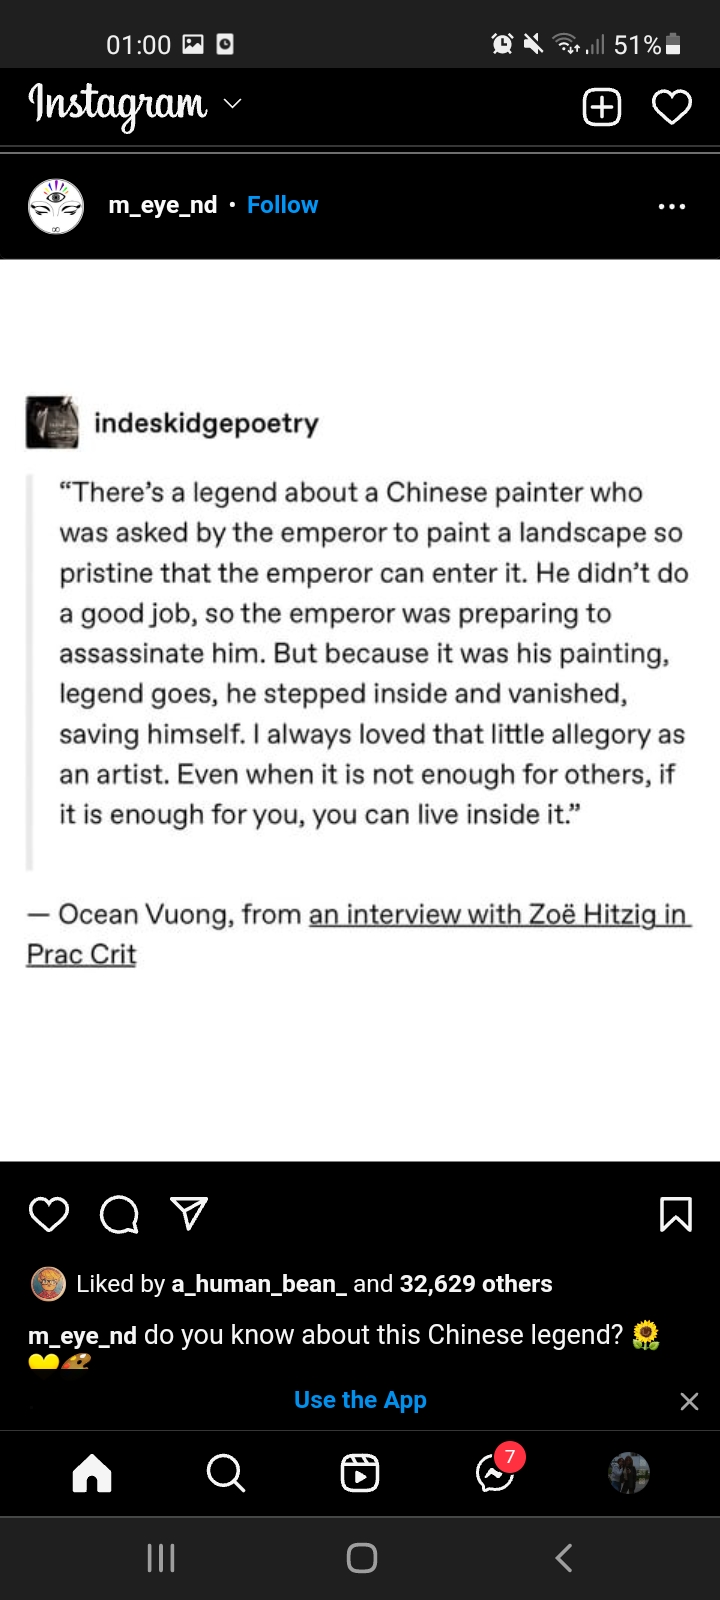 01:00 51%
Instagram
m_eye_nd • Follow
indeskidgepoetry
“There’s a legend about a Chinese painter who
was asked by the emperor to paint a landscape so
pristine that the emperor can enter it. He didn’t do
a good job, so the emperor was preparing to
assassinate him. But because it was his painting,
legend goes, he stepped inside and vanished,
saving himself. I always loved that little allegory as
an artist. Even when it is not enough for others, if
it is enough for you, you can live inside it.”
— Ocean Vuong, from an interview with Zoë Hitzig in
Prac Crit
Liked by a_human_bean_ and 32,629 others
m_eye_nd do you know about this Chinese legend? 🌻
💛🎨
Use the App
7